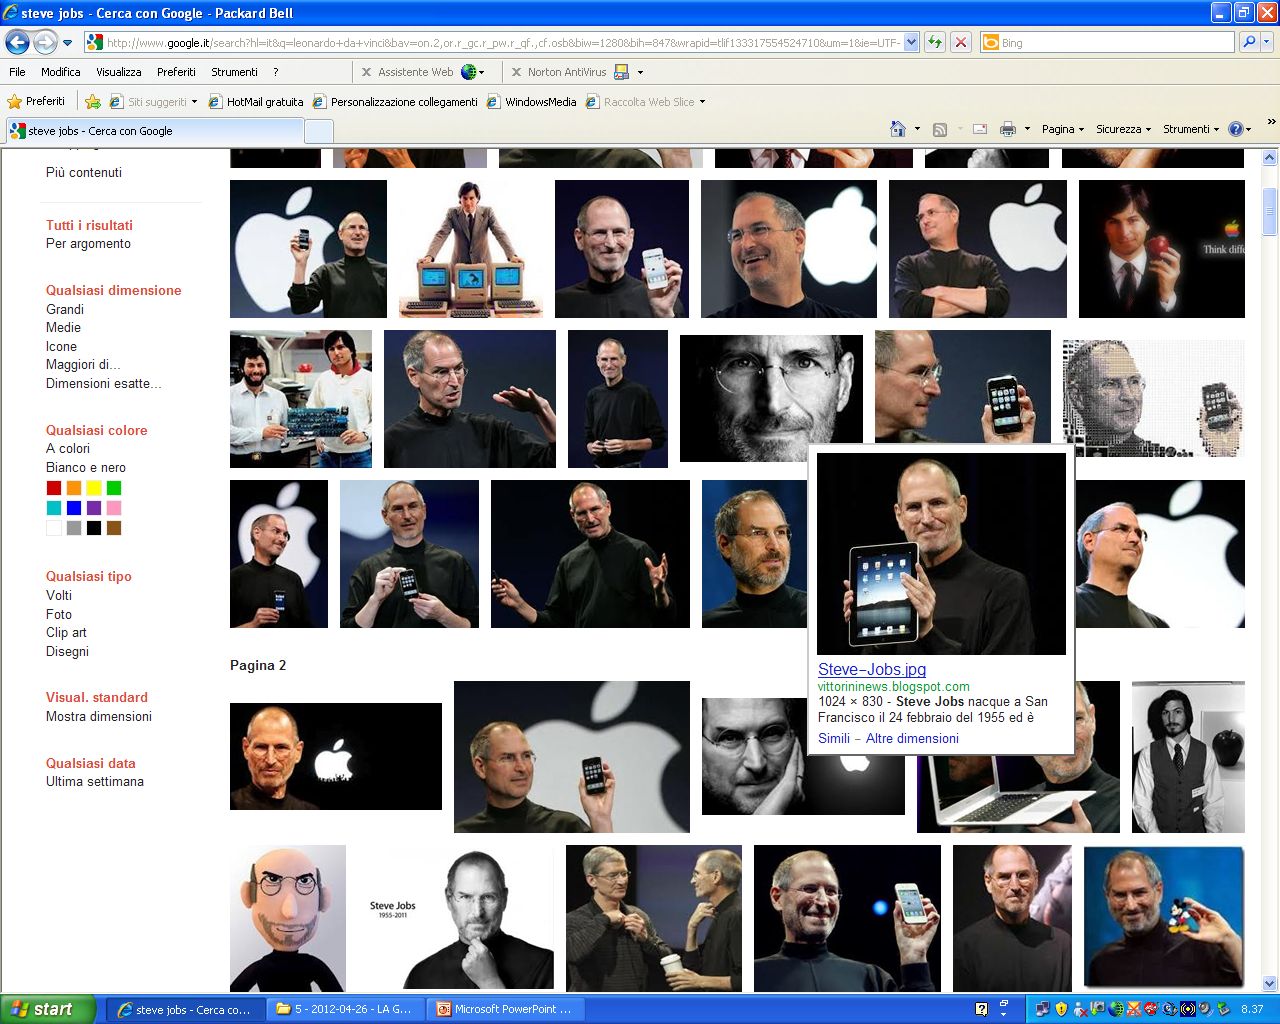 steve jobs - Cerca con Google - Packard Bell
http://www.google.it/search?hl=it&q=leonardo+da+vinci&bav=on.2,or.r_gc.r_pw.r_qf.,cf.osb&biw=1280&bih=847&wrapid=tlif133317554524710&um=1&ie=UTF-
Bing
File Modifica Visualizza Preferiti Strumenti ?
Assistente Web
Norton AntiVirus
Preferiti
Siti suggeriti
HotMail gratuita
Personalizzazione collegamenti
WindowsMedia
Raccolta Web Slice
steve jobs - Cerca con Google
Pagina
Sicurezza
Strumenti
Più contenuti
Tutti i risultati
Per argomento
Qualsiasi dimensione
Grandi
Medie
Icone
Maggiori di...
Dimensioni esatte...
Qualsiasi colore
A colori
Bianco e nero
Qualsiasi tipo
Volti
Foto
Clip art
Disegni
Visual. standard
Mostra dimensioni
Qualsiasi data
Ultima settimana
Think diffe
Steve-Jobs.jpg
vittorininews.blogspot.com
1024 × 830 - Steve Jobs nacque a San
Francisco il 24 febbraio del 1955 ed è
Simili - Altre dimensioni
Pagina 2
Steve Jobs
1955-2011
start
steve jobs - Cerca co...
5 - 2012-04-26 - LA G...
Microsoft PowerPoint ...
8.37